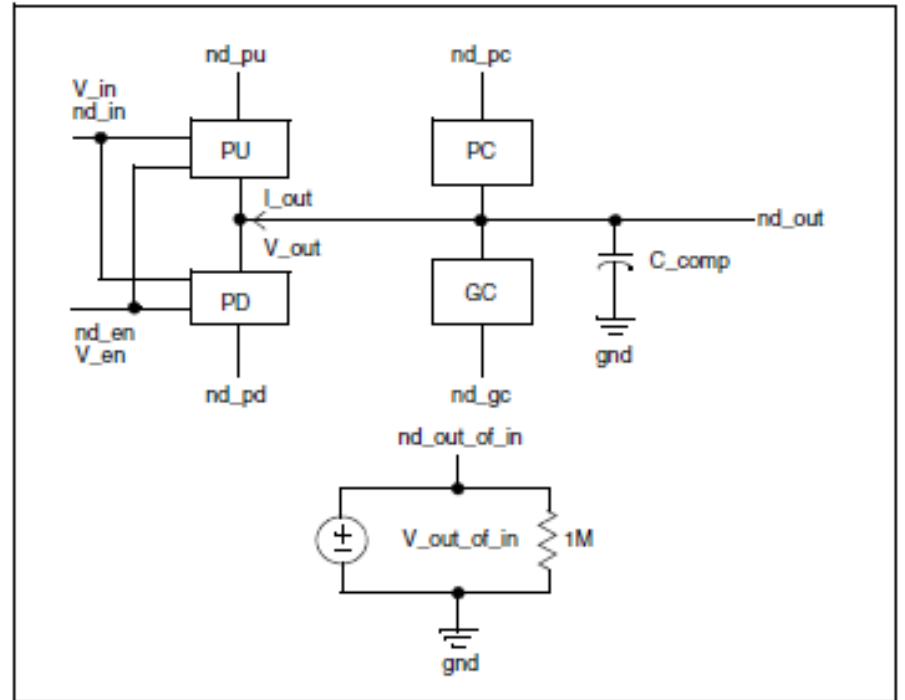 nd_pu
nd_pc
V_in
nd_in
PU
PC
I_out
nd_out
V_out
C_comp
PD
GC
nd_en
V_en
gnd
nd_pd
nd_gc
nd_out_of_in
V_out_of_in
1M
gnd